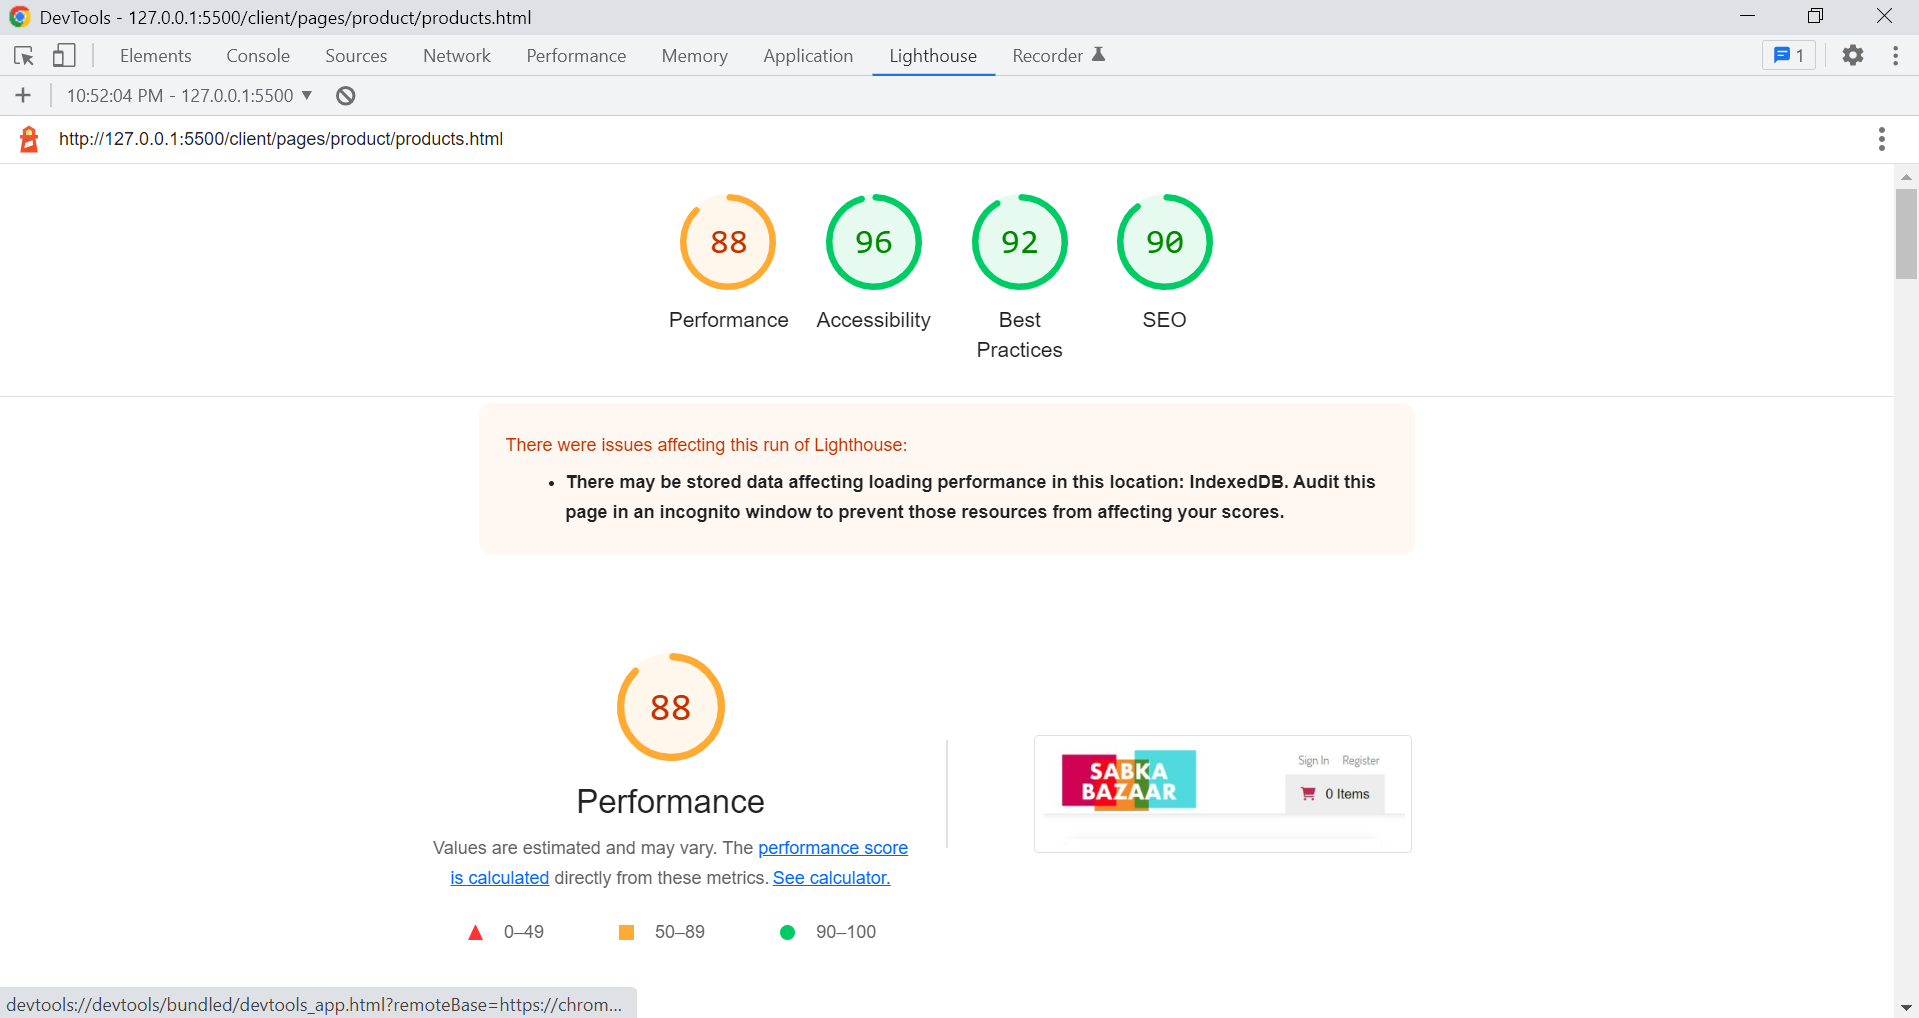 DevTools - 127.0.0.1:5500/client/pages/product/products.html
Elements Console Sources Network Performance Memory Application Lighthouse Recorder 1
10:52:04 PM - 127.0.0.1:5500
http://127.0.0.1:5500/client/pages/product/products.html
88 96 92 90
Performance Accessibility Best Practices SEO
There were issues affecting this run of Lighthouse:
• There may be stored data affecting loading performance in this location: IndexedDB. Audit this
page in an incognito window to prevent those resources from affecting your scores.
88
Performance
Values are estimated and may vary. The performance score
is calculated directly from these metrics. See calculator.
0–49 50–89 90–100
SABKA
BAZAAR
Sign In Register
0 Items
devtools://devtools/bundled/devtools_app.html?remoteBase=https://chrom...